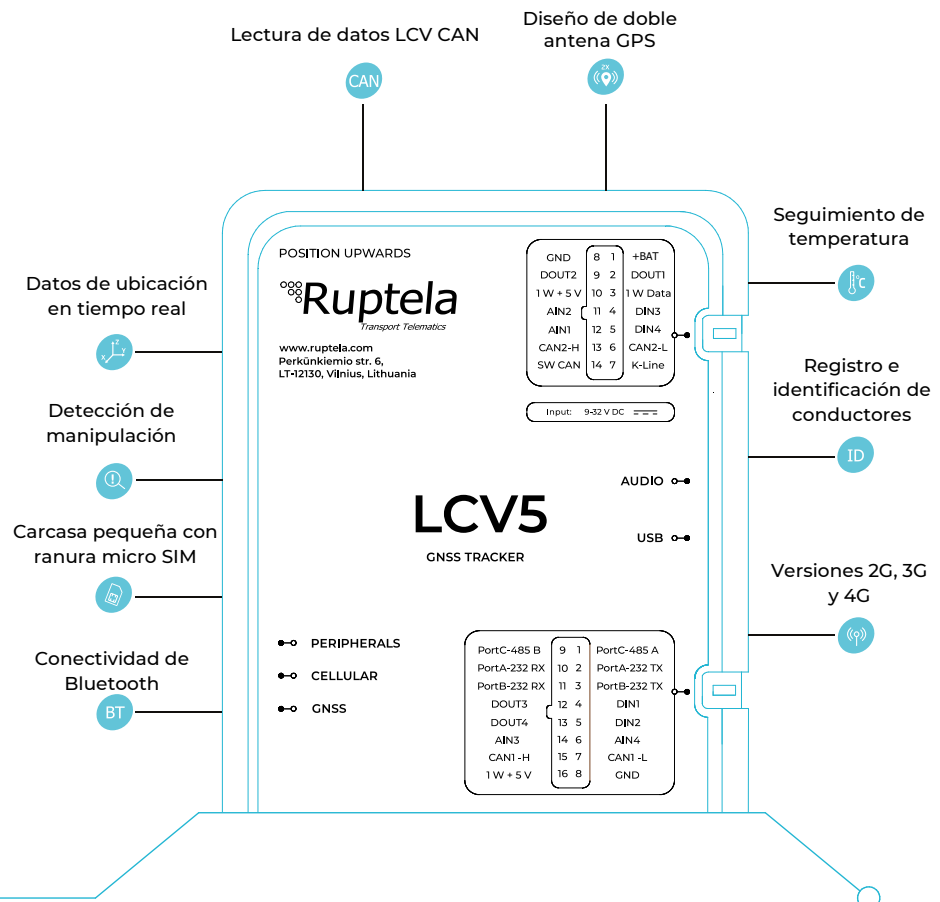 Lectura de datos LCV CAN
CAN
Diseño de doble
antena GPS
2X
Datos de ubicación
en tiempo real
X
Z
Y
Detección de
manipulación
Carcasa pequeña con
ranura micro SIM
Conectividad de
Bluetooth
BT
POSITION UPWARDS
Ruptela
Transport Telematics
www.ruptela.com
Perkūnkiemio str. 6,
LT-12130, Vilnius, Lithuania
GND 8 1 +BAT
DOUT2 9 2 DOUT1
1 W + 5 V 10 3 1 W Data
AIN2 11 4 DIN3
AIN1 12 5 DIN4
CAN2-H 13 6 CAN2-L
SW CAN 14 7 K-Line
Input: 9-32 V DC
AUDIO
USB
LCV5
GNSS TRACKER
PERIPHERALS
CELLULAR
GNSS
PortC-485 B 9 1 PortC-485 A
PortA-232 RX 10 2 PortA-232 TX
PortB-232 RX 11 3 PortB-232 TX
DOUT3 12 4 DIN1
DOUT4 13 5 DIN2
AIN3 14 6 AIN4
CAN1 -H 15 7 CAN1 -L
1 W + 5 V 16 8 GND
Seguimiento de
temperatura
°C
Registro e
identificación de
conductores
ID
Versiones 2G, 3G
y 4G